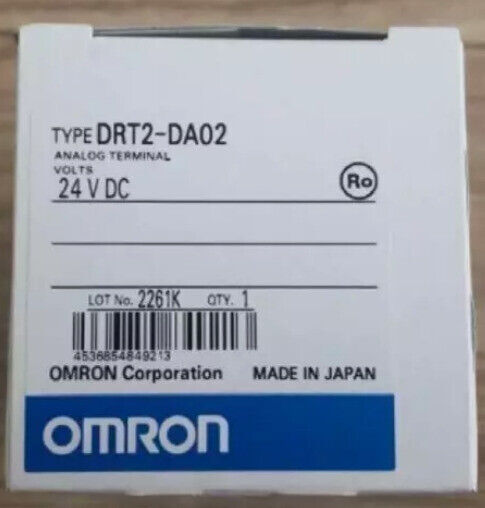 TYPE DRT2-DA02
ANALOG TERMINAL
VOLTS
24 V DC
Ro
LOT No. 2261K QTY. 1
4536854849213
OMRON Corporation MADE IN JAPAN
OMRON